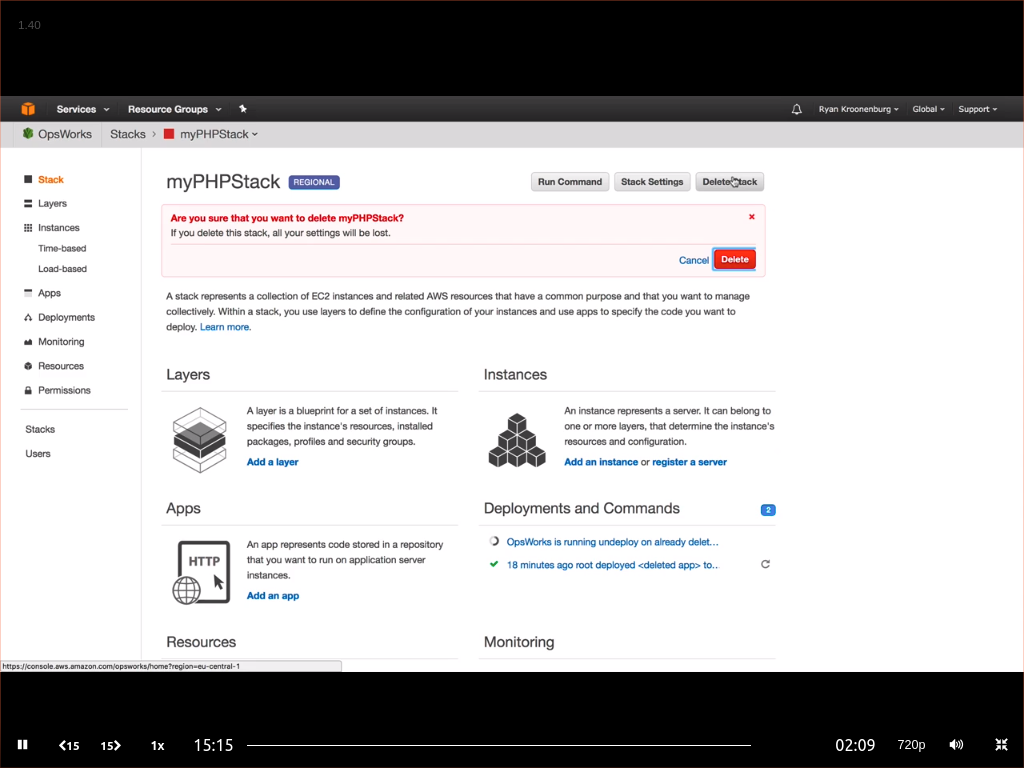 1.40
Services Resource Groups Ryan Kroonenburg Global Support
OpsWorks Stacks myPHPStack
Stack
Layers
Instances
Time-based
Load-based
Apps
Deployments
Monitoring
Resources
Permissions
Stacks
Users
myPHPStack REGIONAL Run Command Stack Settings Delete Stack
Are you sure that you want to delete myPHPStack?
If you delete this stack, all your settings will be lost.
Cancel Delete
A stack represents a collection of EC2 instances and related AWS resources that have a common purpose and that you want to manage
collectively. Within a stack, you use layers to define the configuration of your instances and use apps to specify the code you want to
deploy. Learn more.
Layers
A layer is a blueprint for a set of instances. It
specifies the instance's resources, installed
packages, profiles and security groups.
Add a layer
Instances
An instance represents a server. It can belong to
one or more layers, that determine the instance's
resources and configuration.
Add an instance or register a server
Apps
HTTP
An app represents code stored in a repository
that you want to run on application server
instances.
Add an app
Deployments and Commands 2
OpsWorks is running undeploy on already delet...
18 minutes ago root deployed <deleted app> to..
Resources
Monitoring
https://console.aws.amazon.com/opsworks/home?region=eu-central-1
15 15 1x 15:15 02:09 720p